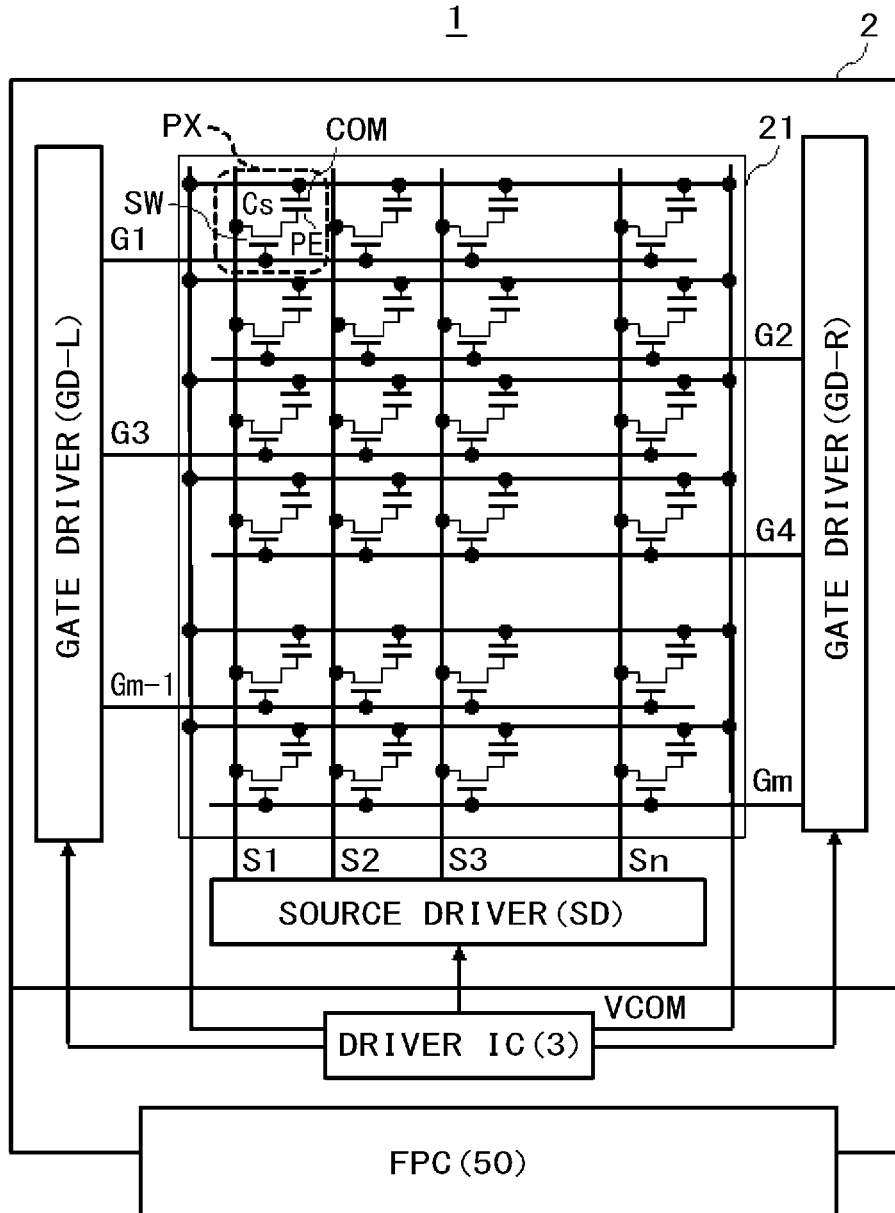 1
2
PX
COM
21
SW
Cs
PE
G1
G2
G3
G4
Gm-1
Gm
GATE DRIVER(GD-L)
GATE DRIVER(GD-R)
S1 S2 S3 Sn
SOURCE DRIVER(SD)
VCOM
DRIVER IC(3)
FPC(50)